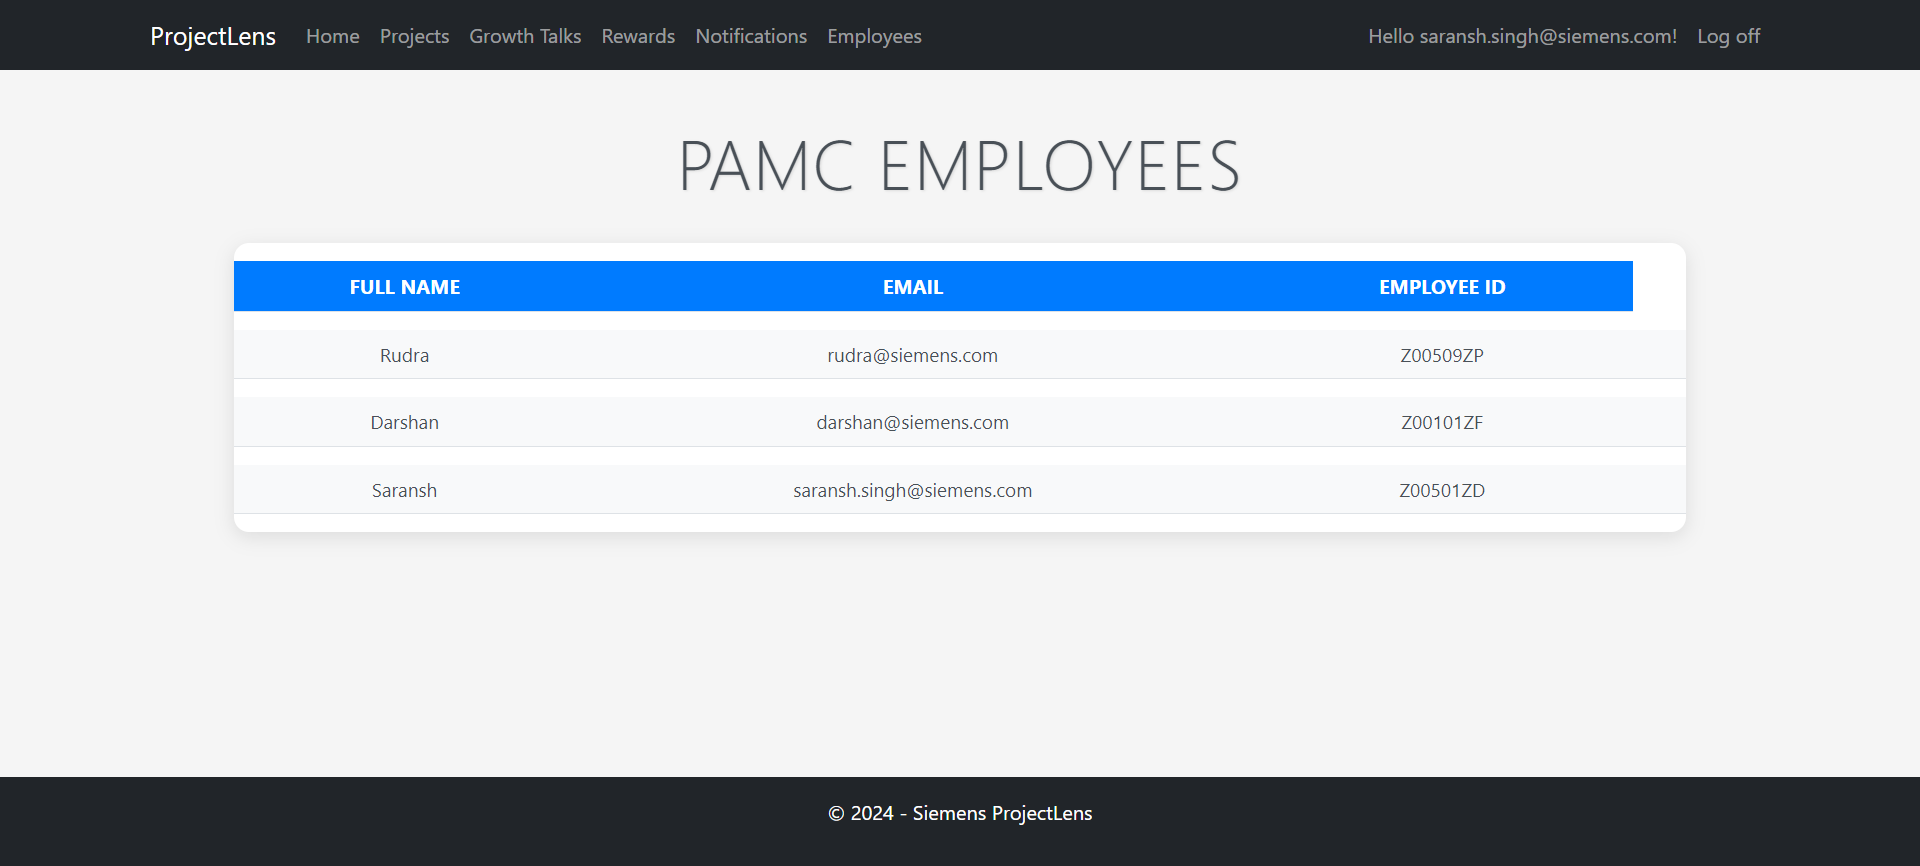 ProjectLens Home Projects Growth Talks Rewards Notifications Employees Hello saransh.singh@siemens.com! Log off
PAMC EMPLOYEES
FULL NAME EMAIL EMPLOYEE ID
Rudra rudra@siemens.com Z00509ZP
Darshan darshan@siemens.com Z00101ZF
Saransh saransh.singh@siemens.com Z00501ZD
© 2024 - Siemens ProjectLens